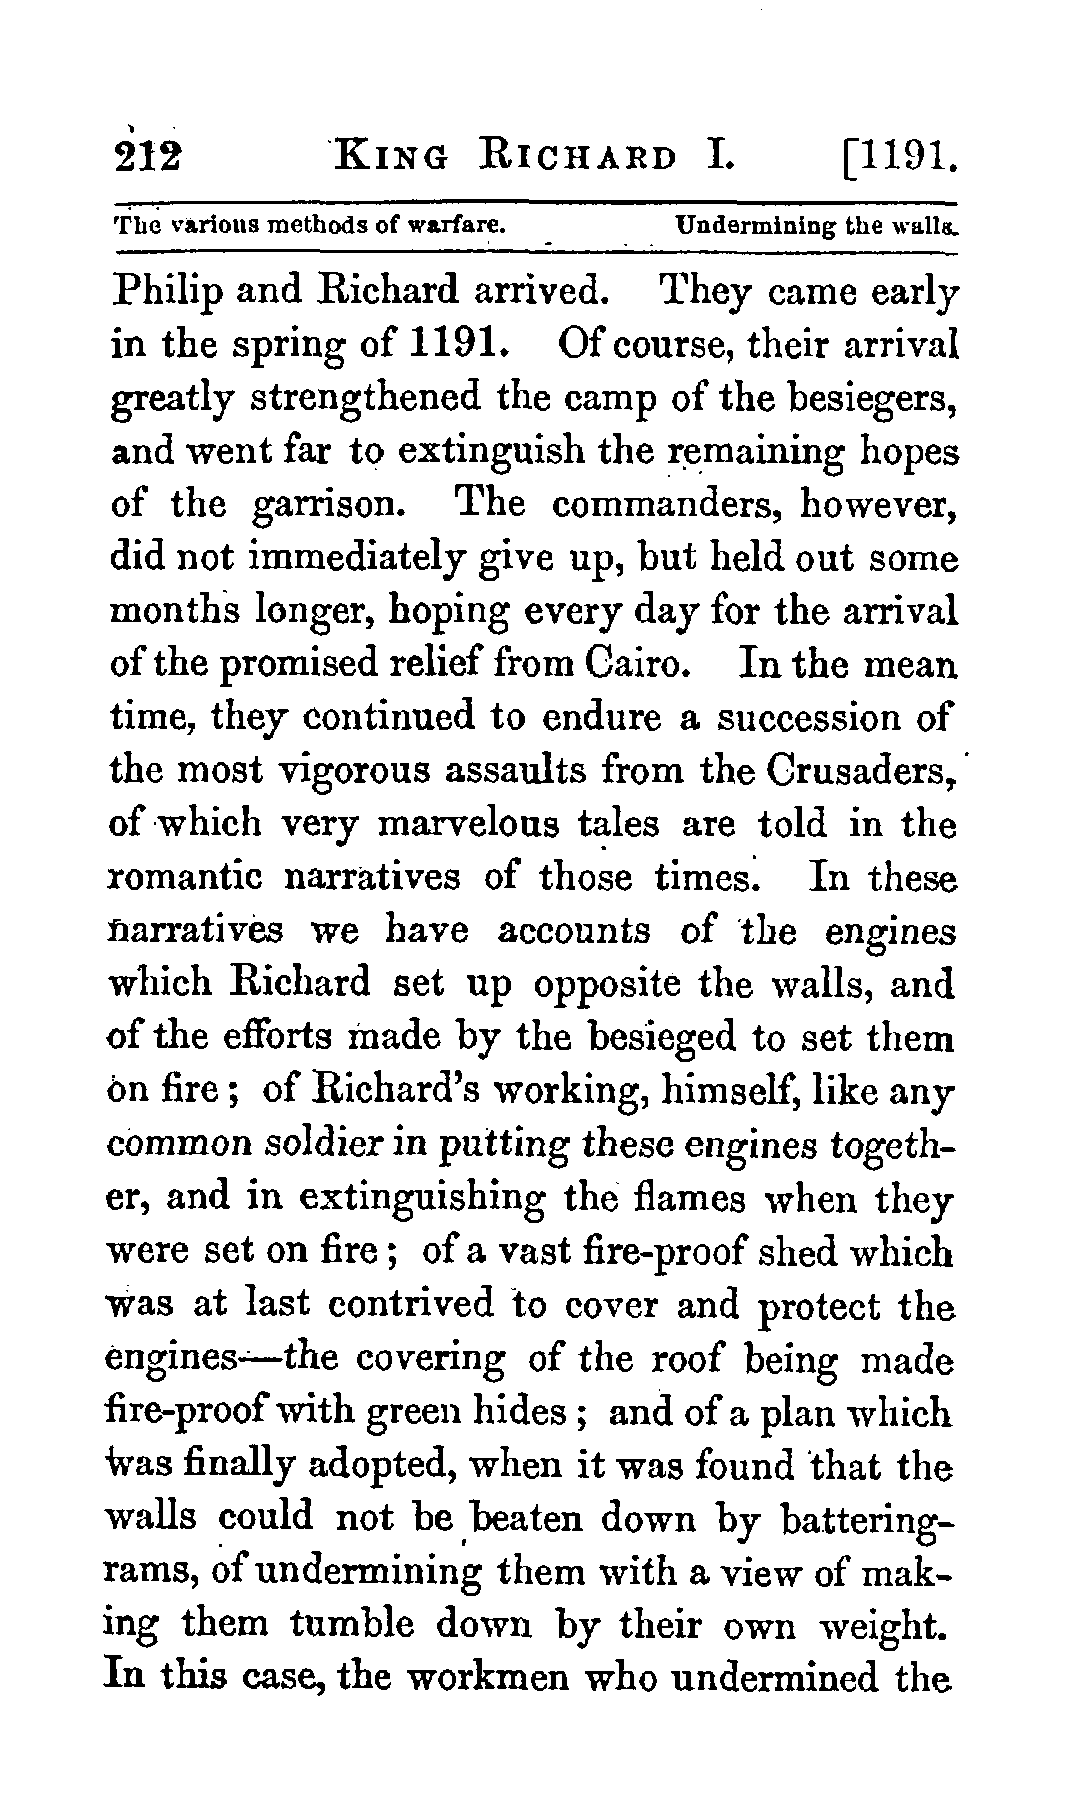 212 KING RICHARD I. [1191.
The various methods of warfare. Undermining the walls.
Philip and Richard arrived. They came early
in the spring of 1191. Of course, their arrival
greatly strengthened the camp of the besiegers,
and went far to extinguish the remaining hopes
of the garrison. The commanders, however,
did not immediately give up, but held out some
months longer, hoping every day for the arrival
of the promised relief from Cairo. In the mean
time, they continued to endure a succession of
the most vigorous assaults from the Crusaders,
of which very marvelous tales are told in the
romantic narratives of those times. In these
narratives we have accounts of the engines
which Richard set up opposite the walls, and
of the efforts made by the besieged to set them
on fire; of Richard's working, himself, like any
common soldier in putting these engines togeth-
er, and in extinguishing the flames when they
were set on fire; of a vast fire-proof shed which
was at last contrived to cover and protect the
engines—the covering of the roof being made
fire-proof with green hides; and of a plan which
was finally adopted, when it was found that the
walls could not be beaten down by battering-
rams, of undermining them with a view of mak-
ing them tumble down by their own weight.
In this case, the workmen who undermined the